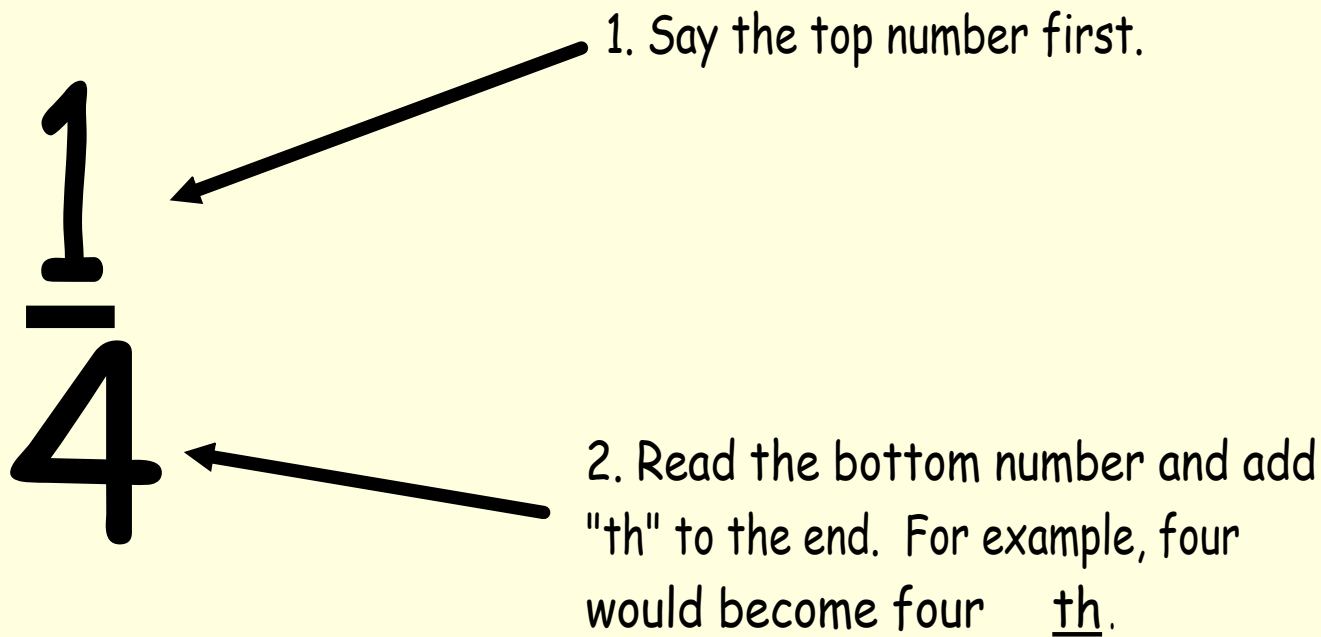 1. Say the top number first.
1
4
2. Read the bottom number and add
"th" to the end. For example, four
would become four th.